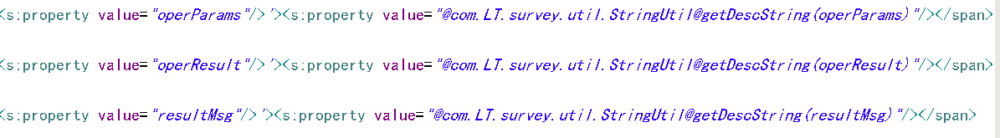 <s:property value="operParams"/>'><s:property value="@com.LT.survey.util.StringUtil@getDescString(operParams)"/></span>
<s:property value="operResult"/>'><s:property value="@com.LT.survey.util.StringUtil@getDescString(operResult)"/></span>
<s:property value="resultMsg"/>'><s:property value="@com.LT.survey.util.StringUtil@getDescString(resultMsg)"/></span>